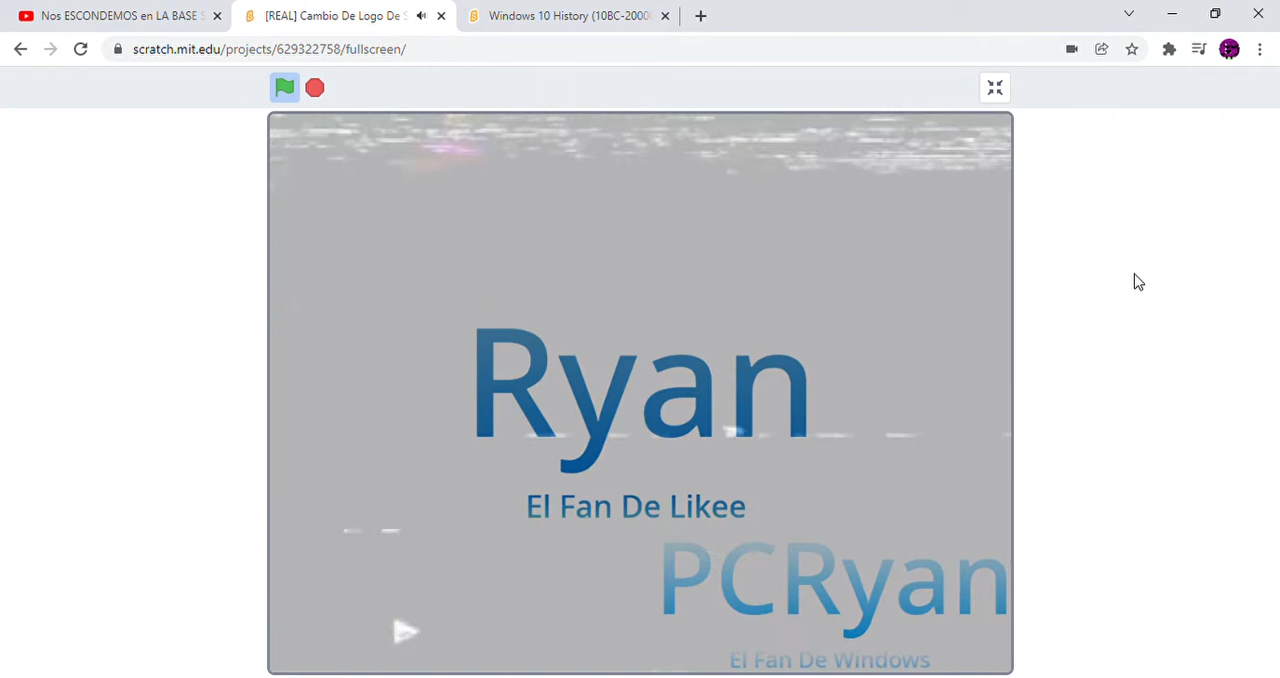 Nos ESCONDEMOS en LA BASE S
[REAL] Cambio De Logo De S
Windows 10 History (10BC-2000
scratch.mit.edu/projects/629322758/fullscreen/
Ryan
El Fan De Likee
PCRyan
El Fan De Windows